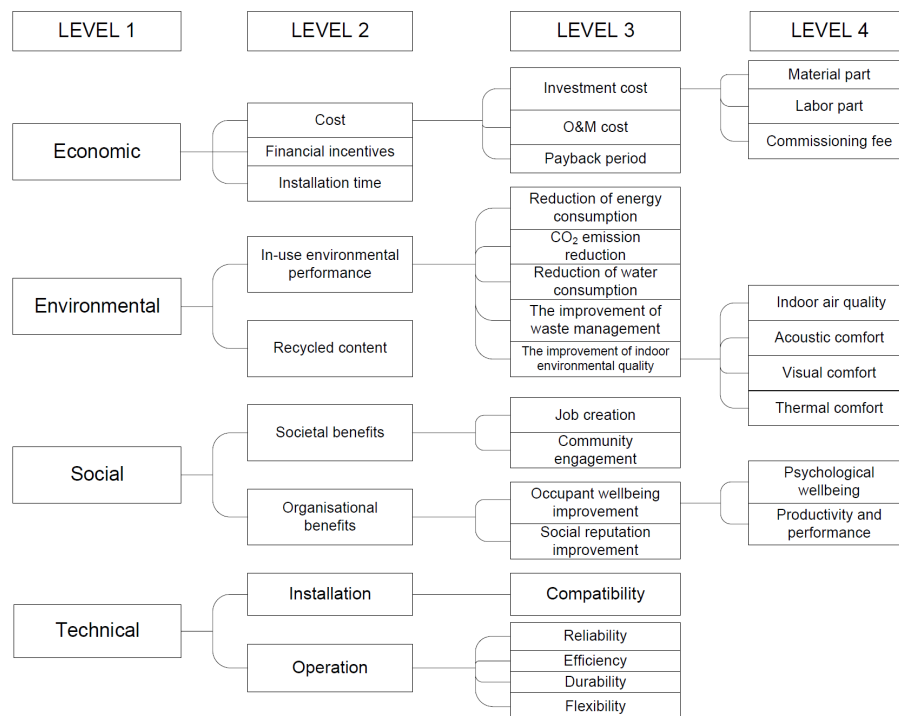 LEVEL 1
LEVEL 2
LEVEL 3
LEVEL 4
Economic
Cost
Financial incentives
Installation time
Investment cost
O&M cost
Payback period
Material part
Labor part
Commissioning fee
Environmental
In-use environmental
performance
Recycled content
Reduction of energy
consumption
CO₂ emission
reduction
Reduction of water
consumption
The improvement of
waste management
The improvement of indoor
environmental quality
Indoor air quality
Acoustic comfort
Visual comfort
Thermal comfort
Social
Societal benefits
Organisational
benefits
Job creation
Community
engagement
Occupant wellbeing
improvement
Social reputation
improvement
Psychological
wellbeing
Productivity and
performance
Technical
Installation
Operation
Compatibility
Reliability
Efficiency
Durability
Flexibility